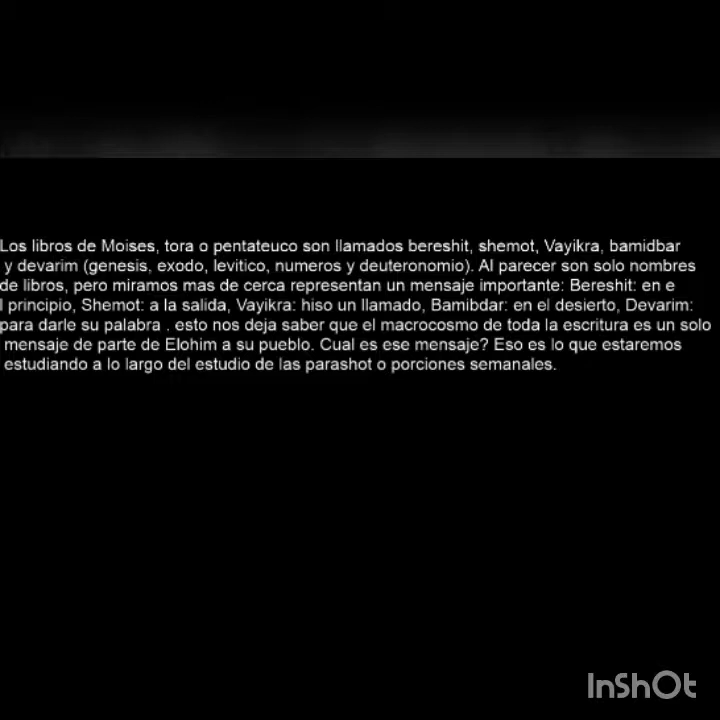 Los libros de Moises, tora o pentateuco son llamados bereshit, shemot, Vayikra, bamidbar
y devarim (genesis, exodo, levitico, numeros y deuteronomio). Al parecer son solo nombres
de libros, pero miramos mas de cerca representan un mensaje importante: Bereshit: en e
l principio, Shemot: a la salida, Vayikra: hiso un llamado, Bamibdar: en el desierto, Devarim:
para darle su palabra . esto nos deja saber que el macrocosmo de toda la escritura es un solo
mensaje de parte de Elohim a su pueblo. Cual es ese mensaje? Eso es lo que estaremos
estudiando a lo largo del estudio de las parashot o porciones semanales.
InShOt